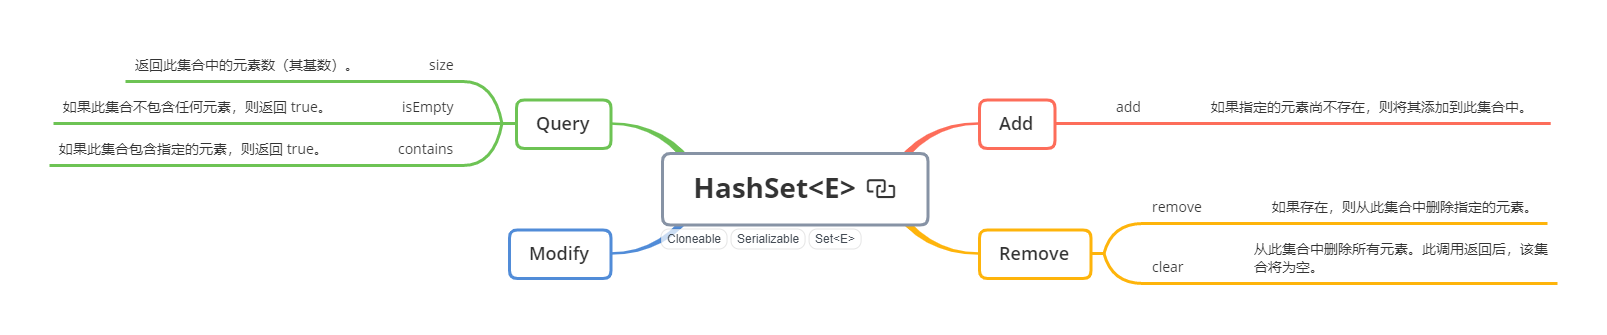 HashSet<E>
Cloneable Serializable Set<E>
Query
返回此集合中的元素数（其基数）。 size
如果此集合不包含任何元素，则返回 true。 isEmpty
如果此集合包含指定的元素，则返回 true。 contains
Modify
Add
add 如果指定的元素尚不存在，则将其添加到此集合中。
Remove
remove 如果存在，则从此集合中删除指定的元素。
clear 从此集合中删除所有元素。此调用返回后，该集
合将为空。